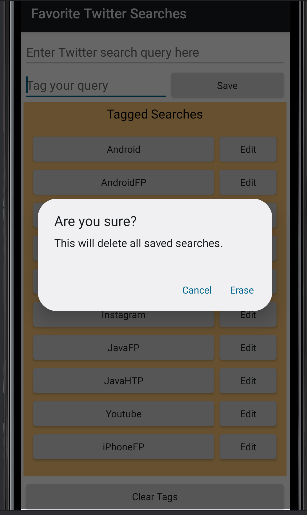 Favorite Twitter Searches
Enter Twitter search query here
Tag your query
Save
Tagged Searches
Android
Edit
AndroidFP
Edit
Are you sure?
This will delete all saved searches.
Cancel
Erase
Instagram
Edit
JavaFP
Edit
JavaHTP
Edit
Youtube
Edit
iPhoneFP
Edit
Clear Tags